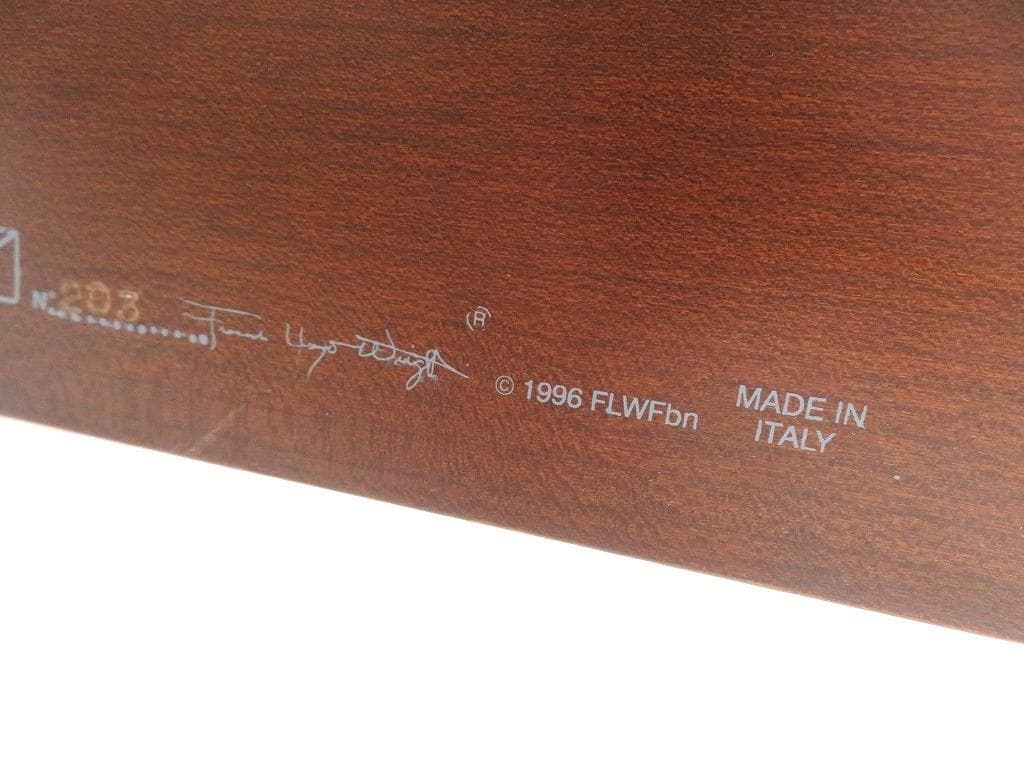 N° 203
Frank Lloyd Wright
®
© 1996 FLWFbn
MADE IN
ITALY